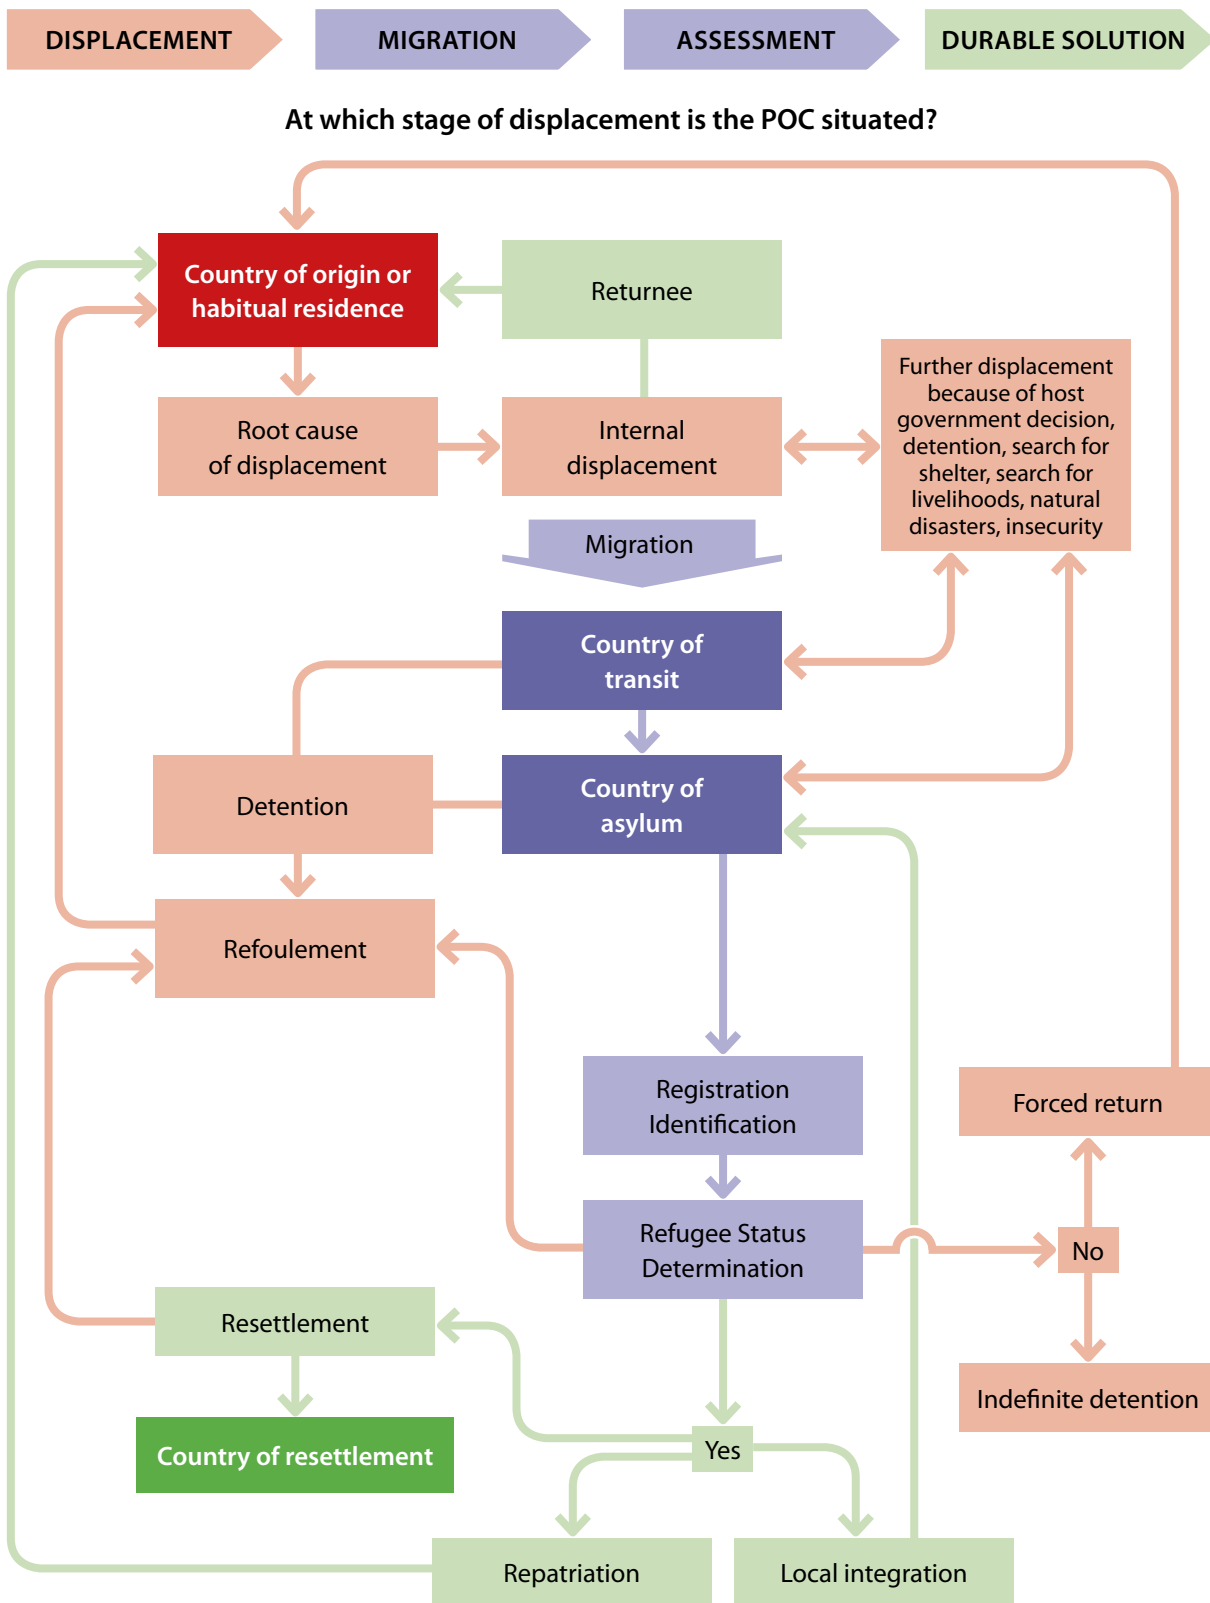 DISPLACEMENT
MIGRATION
ASSESSMENT
DURABLE SOLUTION
At which stage of displacement is the POC situated?
Country of origin or
habitual residence
Returnee
Further displacement
because of host
government decision,
detention, search for
shelter, search for
livelihoods, natural
disasters, insecurity
Root cause
of displacement
Internal
displacement
Migration
Country of
transit
Detention
Country of
asylum
Refoulement
Registration
Identification
Forced return
Refugee Status
Determination
No
Resettlement
Indefinite detention
Country of resettlement
Yes
Repatriation
Local integration